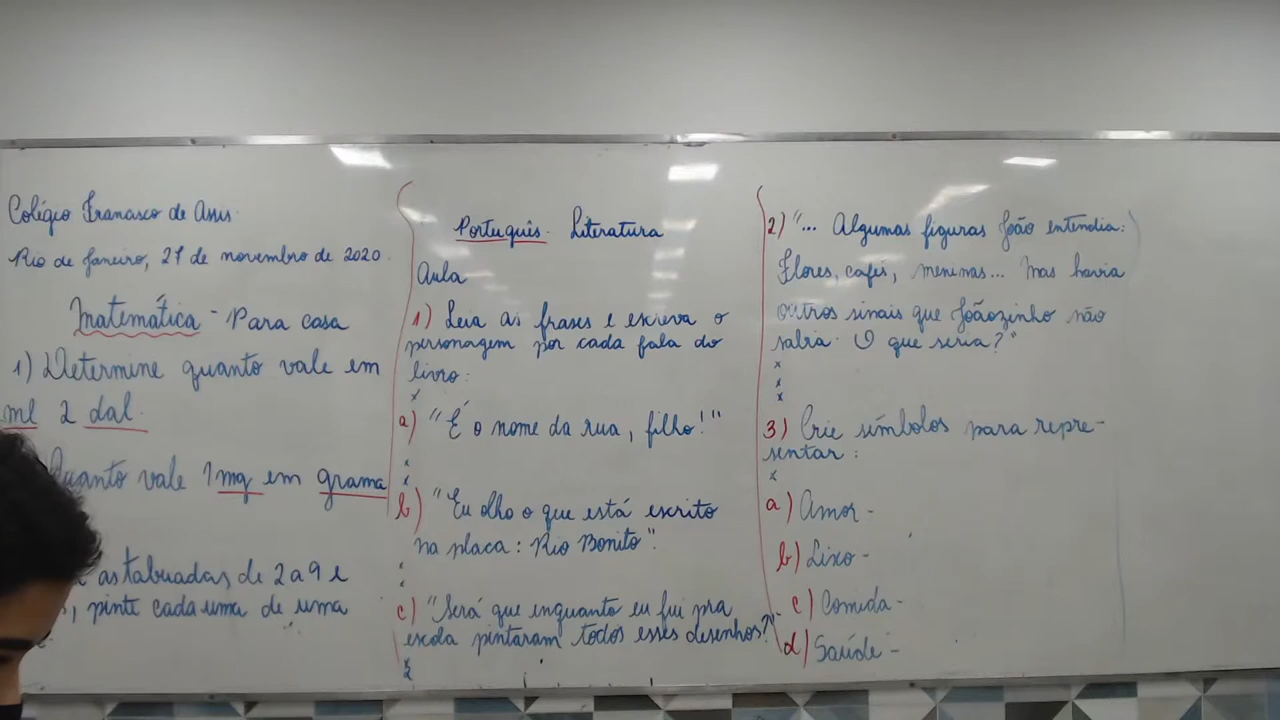 Colégio Francisco de Assis
Rio de Janeiro, 27 de novembro de 2020.
Matemática - Para casa
1) Determine quanto vale em
ml 2 dal.
Quanto vale 1mg em grama
as tabuadas de 2 a 9 e
pinte cada uma de uma
Português - Literatura
Aula
1) Leia as frases e escreva o
personagem por cada fala do
livro:
x
a) "É o nome da rua, filho!"
x
x
b) "Eu olho o que está escrito
na placa: Rio Bonito".
x
x
c) "Será que enquanto eu fui pra
escola pintaram todos esses desenhos?".
x
x
2) "... Algumas figuras João entendia:
Flores, cafés, meninas... Mas havia
outros sinais que Joãozinho não
sabia. O que seria?"
x
x
x
3) Crie símbolos para repre-
sentar:
x
a) Amor -
b) Lixo -
c) Comida -
d) Saúde -